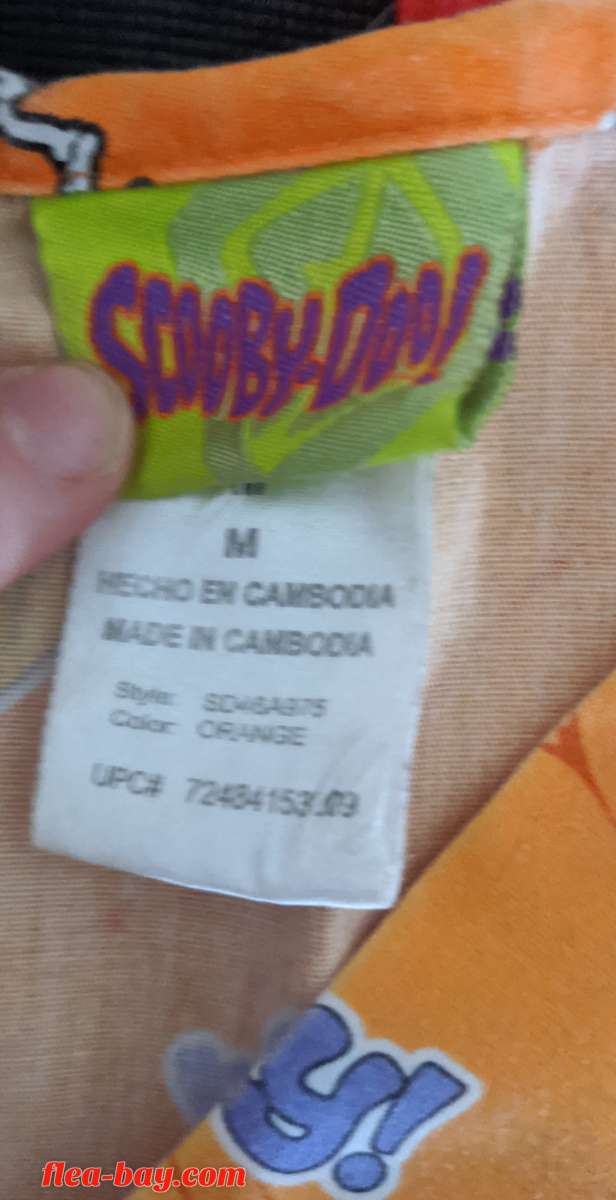 SCOOBY-DOO!
M
HECHO EN CAMBODIA
MADE IN CAMBODIA
Style:
Color: ORANGE
UPC#
y!
flea-bay.com